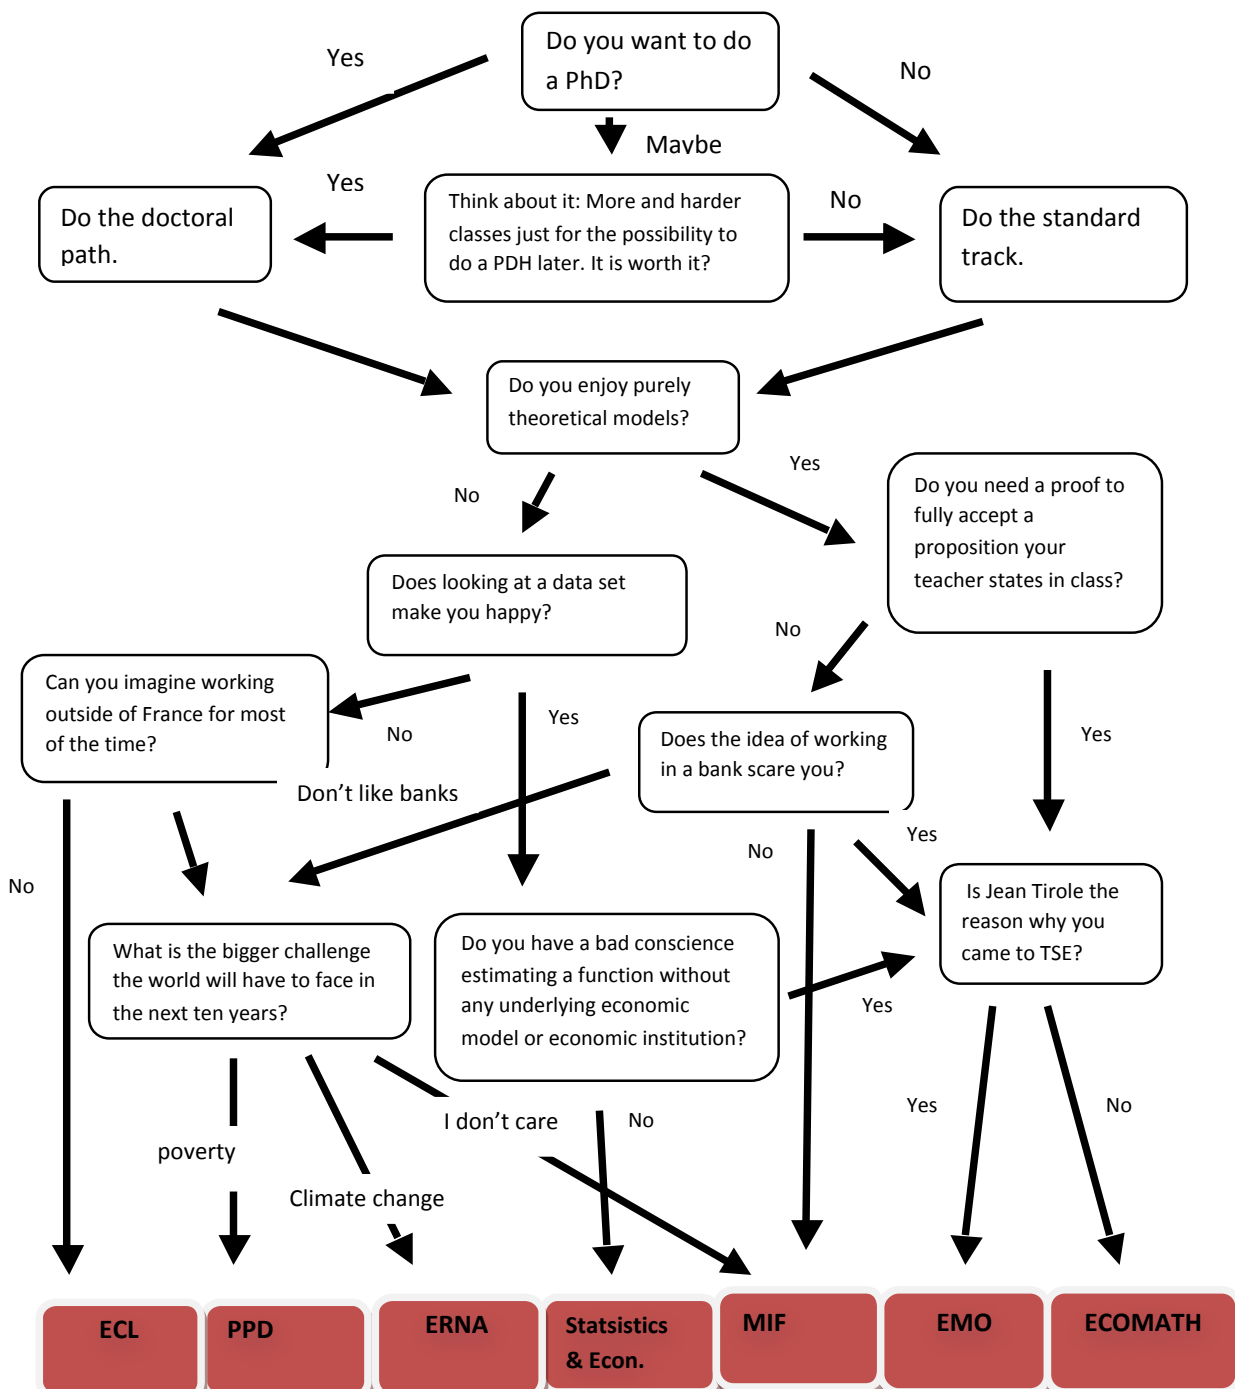 Do you want to do
a PhD?
Yes
No
Maybe
Yes
No
Do the doctoral
path.
Think about it: More and harder
classes just for the possibility to
do a PDH later. It is worth it?
Do the standard
track.
Do you enjoy purely
theoretical models?
No
Yes
Do you need a proof to
fully accept a
proposition your
teacher states in class?
Does looking at a data set
make you happy?
No
Yes
Can you imagine working
outside of France for most
of the time?
No
Yes
Does the idea of working
in a bank scare you?
Don't like banks
No
Yes
No
Is Jean Tirole the
reason why you
came to TSE?
What is the bigger challenge
the world will have to face in
the next ten years?
Do you have a bad conscience
estimating a function without
any underlying economic
model or economic institution?
Yes
poverty
Climate change
I don't care
No
Yes
No
ECL
PPD
ERNA
Statsistics
& Econ.
MIF
EMO
ECOMATH